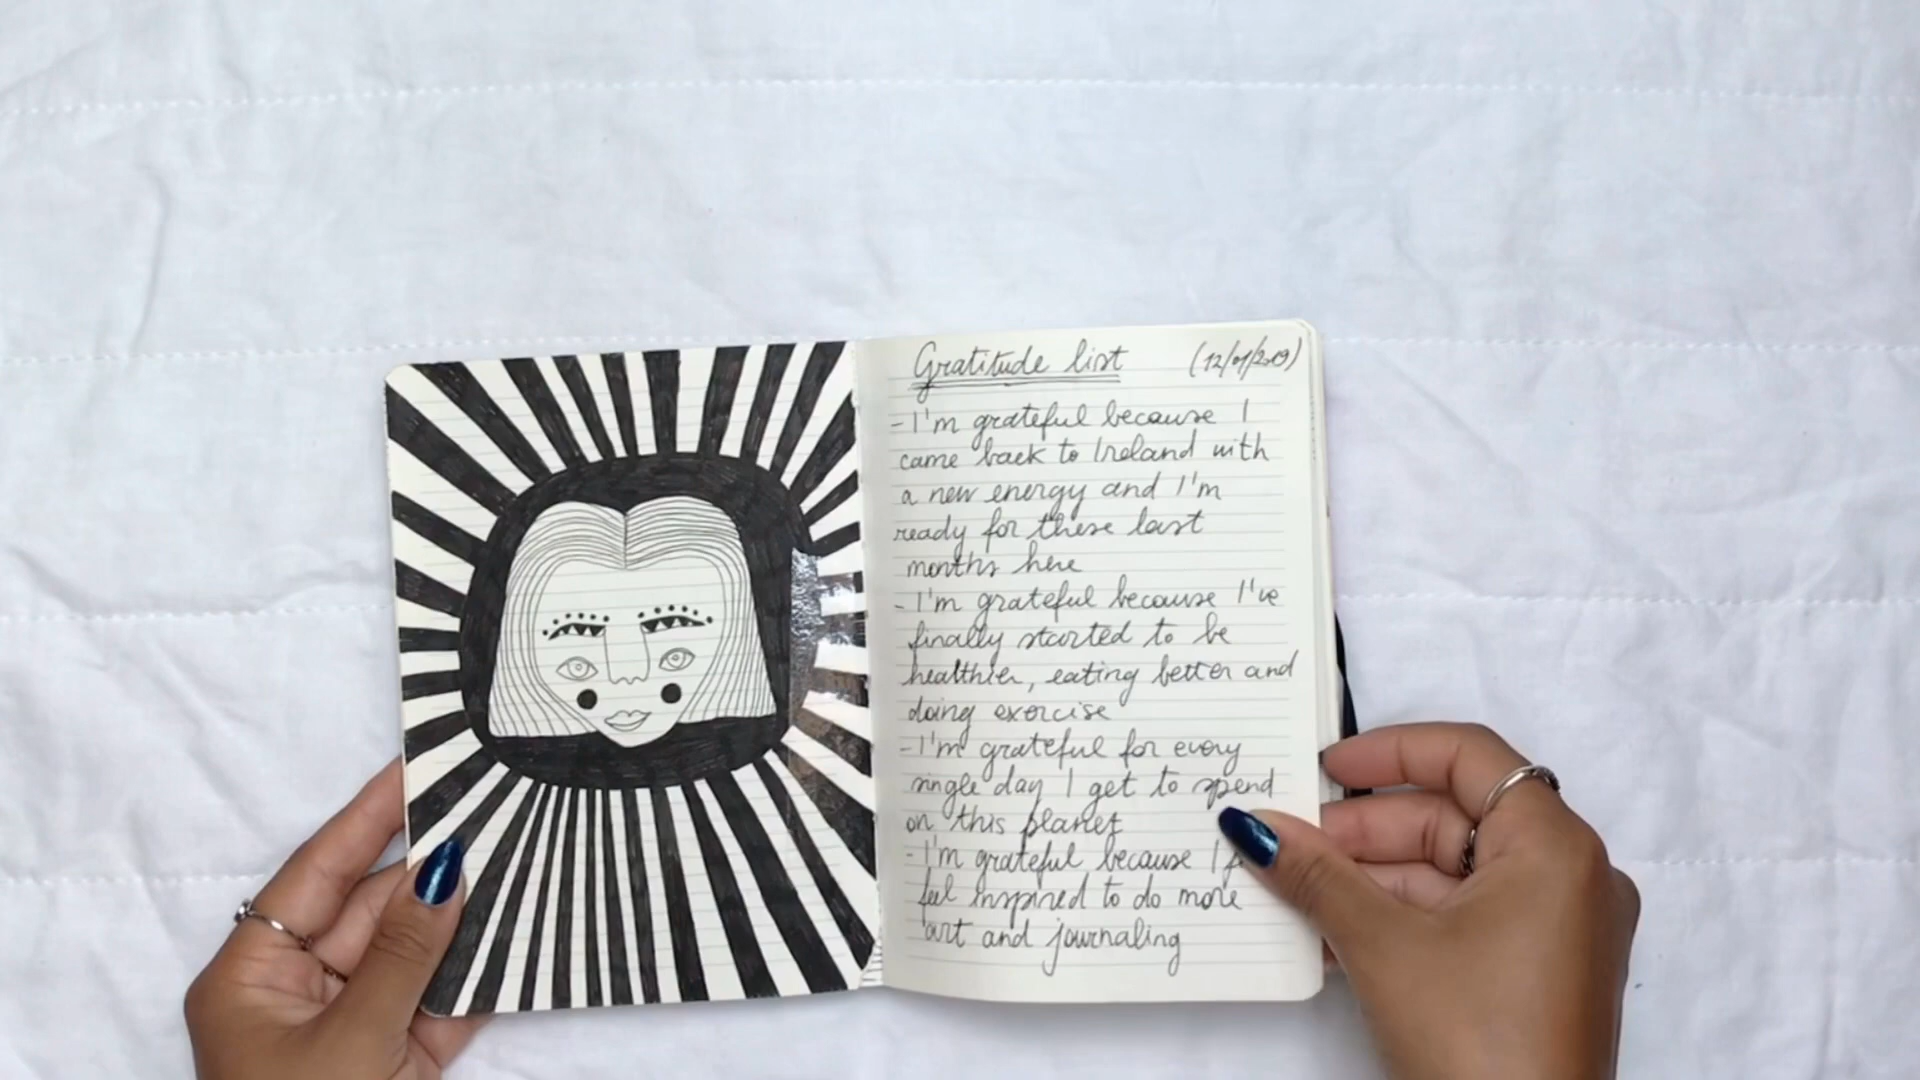 Gratitude list (12/01/2019)
- I'm grateful because I
came back to Ireland with
a new energy and I'm
ready for these last
months here
- I'm grateful because I've
finally started to be
healthier, eating better and
doing exercise
- I'm grateful for every
single day I get to spend
on this planet
- I'm grateful because I
feel inspired to do more
art and journaling